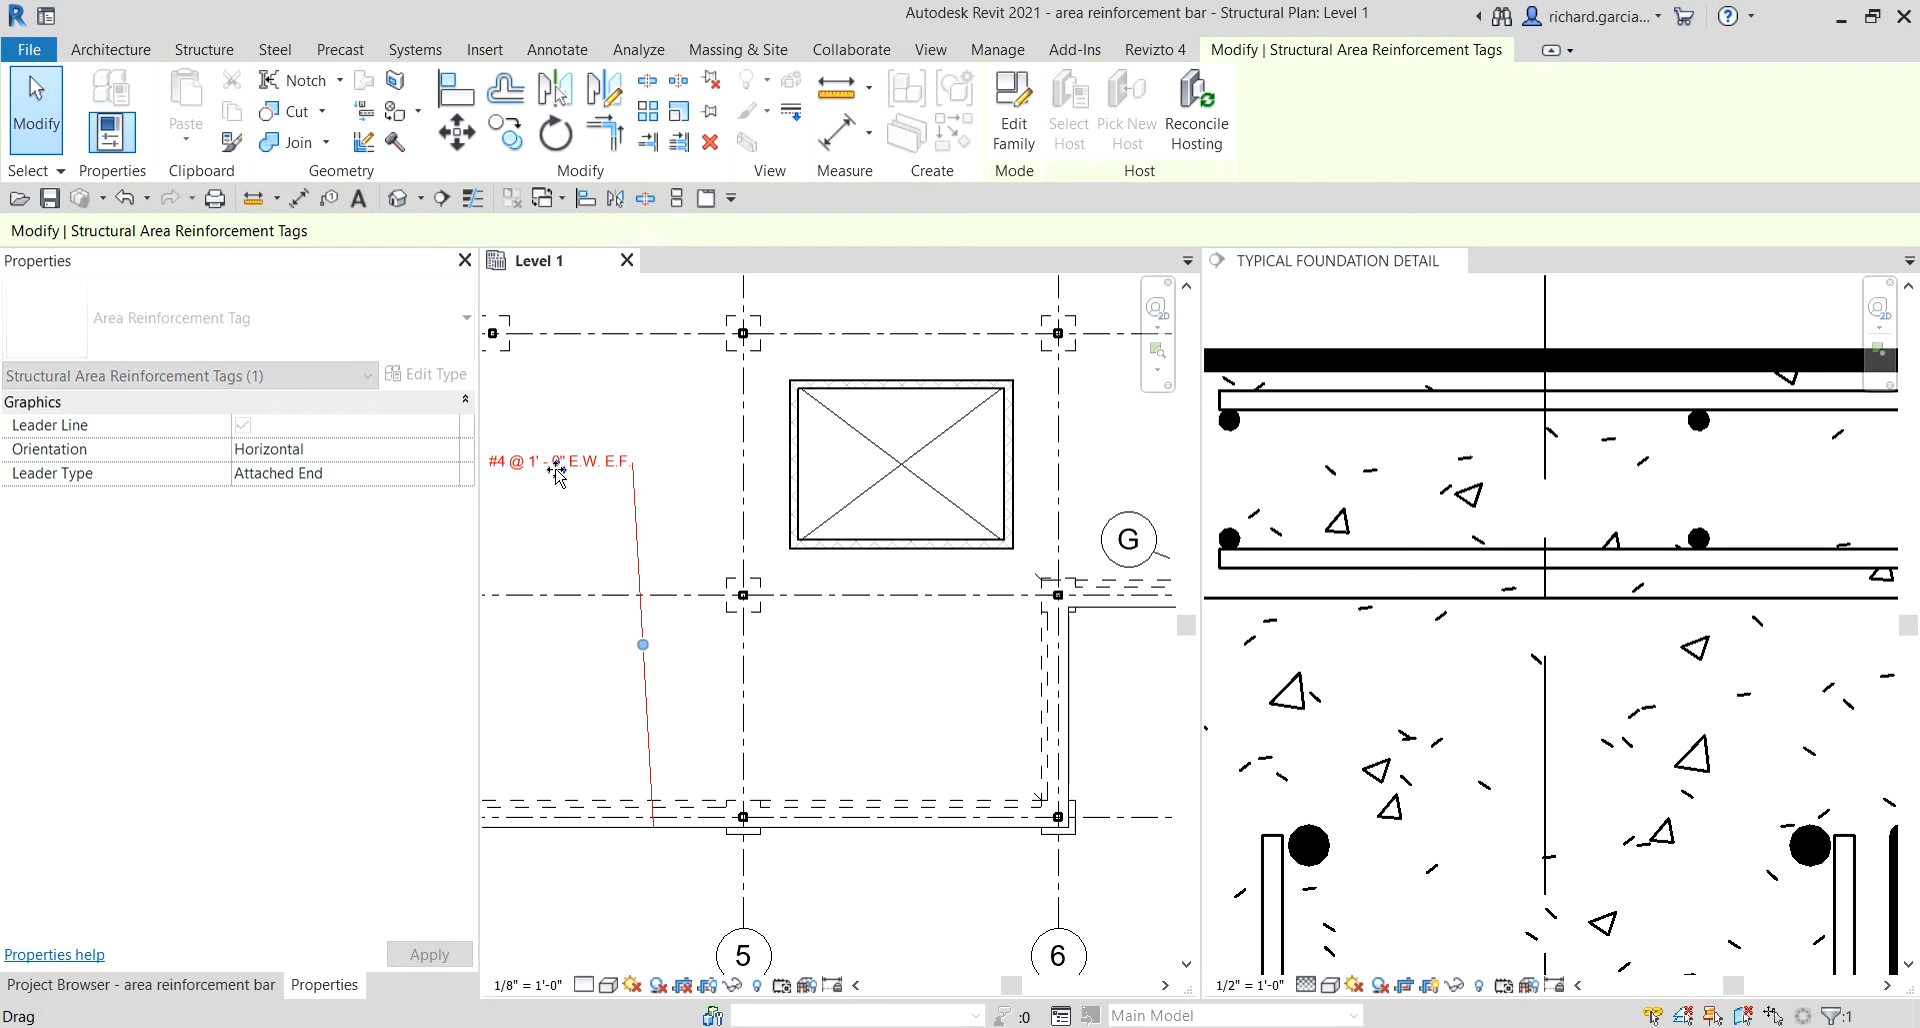 Autodesk Revit 2021 - area reinforcement bar - Structural Plan: Level 1
richard.garcia...
File Architecture Structure Steel Precast Systems Insert Annotate Analyze Massing & Site Collaborate View Manage Add-Ins Revizto 4 Modify | Structural Area Reinforcement Tags
Modify
Paste
Notch
Cut
Join
Edit Family
Select Host
Pick New Host
Reconcile Hosting
Select Properties Clipboard Geometry Modify View Measure Create Mode Host
Modify | Structural Area Reinforcement Tags
Properties
Level 1
TYPICAL FOUNDATION DETAIL
Area Reinforcement Tag
Structural Area Reinforcement Tags (1)
Edit Type
Graphics
Leader Line
Orientation Horizontal
Leader Type Attached End
#4 @ 1' - 0" E.W. E.F.
2D
2D
G
5
6
Properties help
Apply
Project Browser - area reinforcement bar
Properties
1/8" = 1'-0"
1/2" = 1'-0"
Drag
:0
Main Model
:1